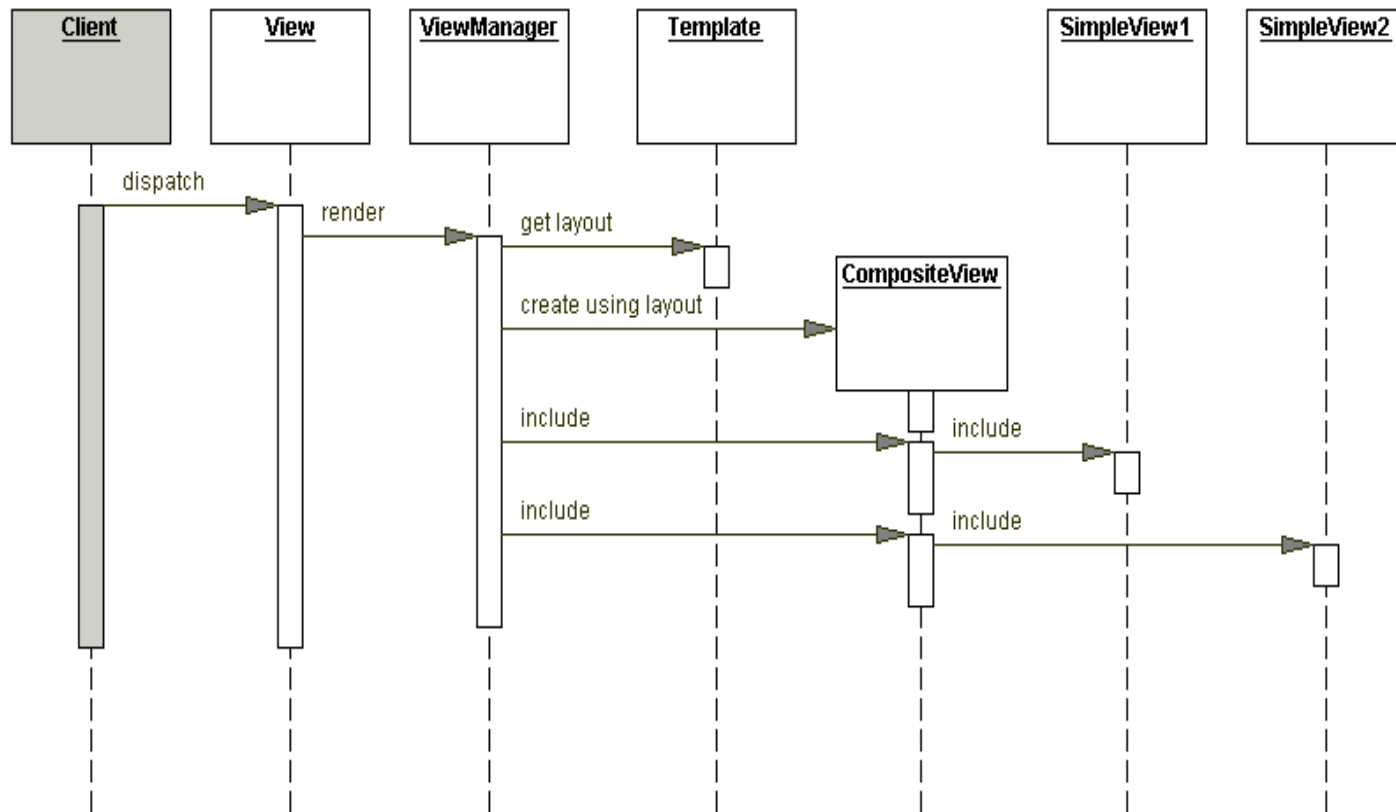 Client
View
ViewManager
Template
SimpleView1
SimpleView2
dispatch
render
get layout
CompositeView
create using layout
include
include
include
include